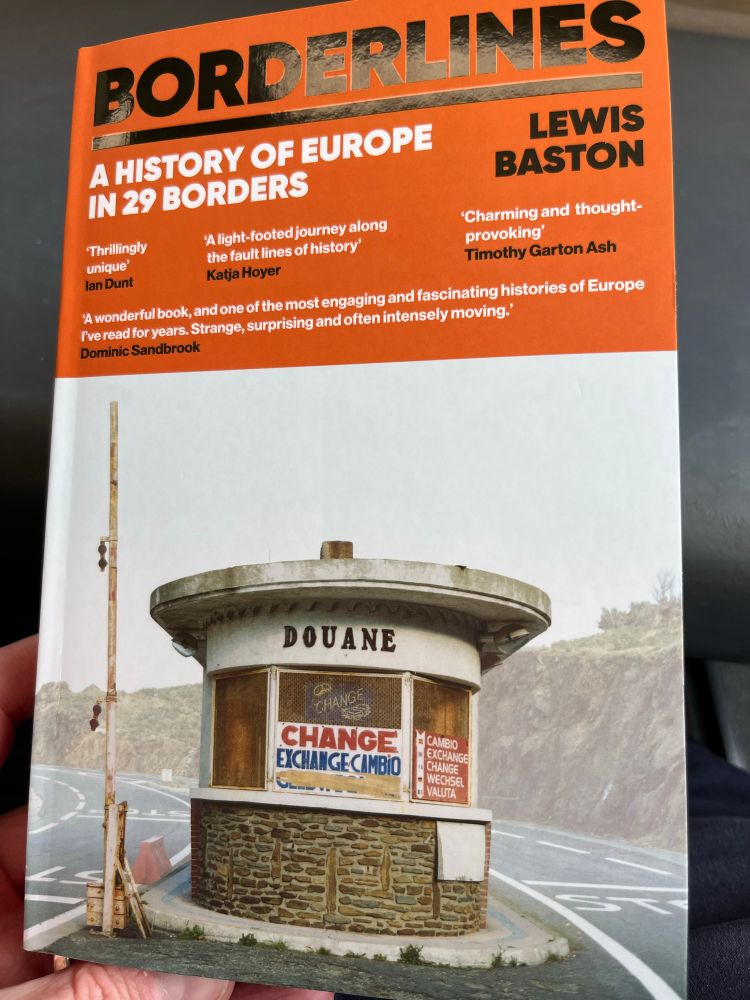 BORDERLINES
A HISTORY OF EUROPE
IN 29 BORDERS
LEWIS
BASTON
'Thrillingly
unique'
Ian Dunt
'A light-footed journey along
the fault lines of history'
Katja Hoyer
'Charming and thought-
provoking'
Timothy Garton Ash
'A wonderful book, and one of the most engaging and fascinating histories of Europe
I've read for years. Strange, surprising and often intensely moving.'
Dominic Sandbrook
DOUANE
CHANGE
CHANGE
EXCHANGE-CAMBIO
CAMBIO
EXCHANGE
CHANGE
WECHSEL
VALUTA